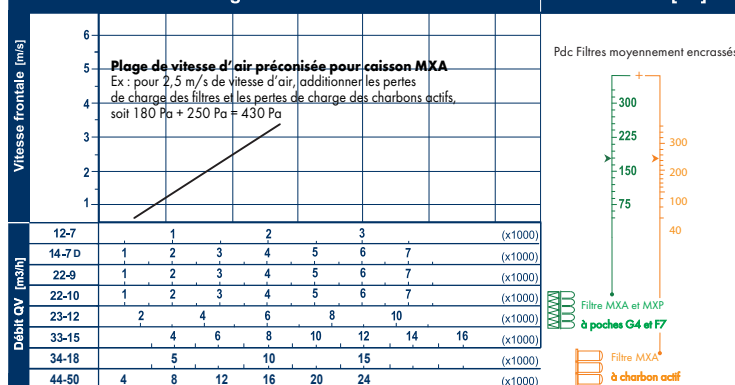 Vitesse frontale [m/s]
6
5
4
3
2
1
Plage de vitesse d'air préconisée pour caisson MXA
Ex : pour 2,5 m/s de vitesse d'air, additionner les pertes
de charge des filtres et les pertes de charge des charbons actifs,
soit 180 Pa + 250 Pa = 430 Pa
Débit QV [m3/h]
12-7 1 2 3 (x1000)
14-7 D 1 2 3 4 5 6 7 (x1000)
22-9 1 2 3 4 5 6 7 (x1000)
22-10 1 2 3 4 5 6 7 (x1000)
23-12 2 4 6 8 10 (x1000)
33-15 4 6 8 10 12 14 16 (x1000)
34-18 5 10 15 (x1000)
44-50 4 8 12 16 20 24 (x1000)
Pdc Filtres moyennement encrassés
+
300
225
150
75
300
200
100
40
Filtre MXA et MXP
à poches G4 et F7
Filtre MXA
à charbon actif